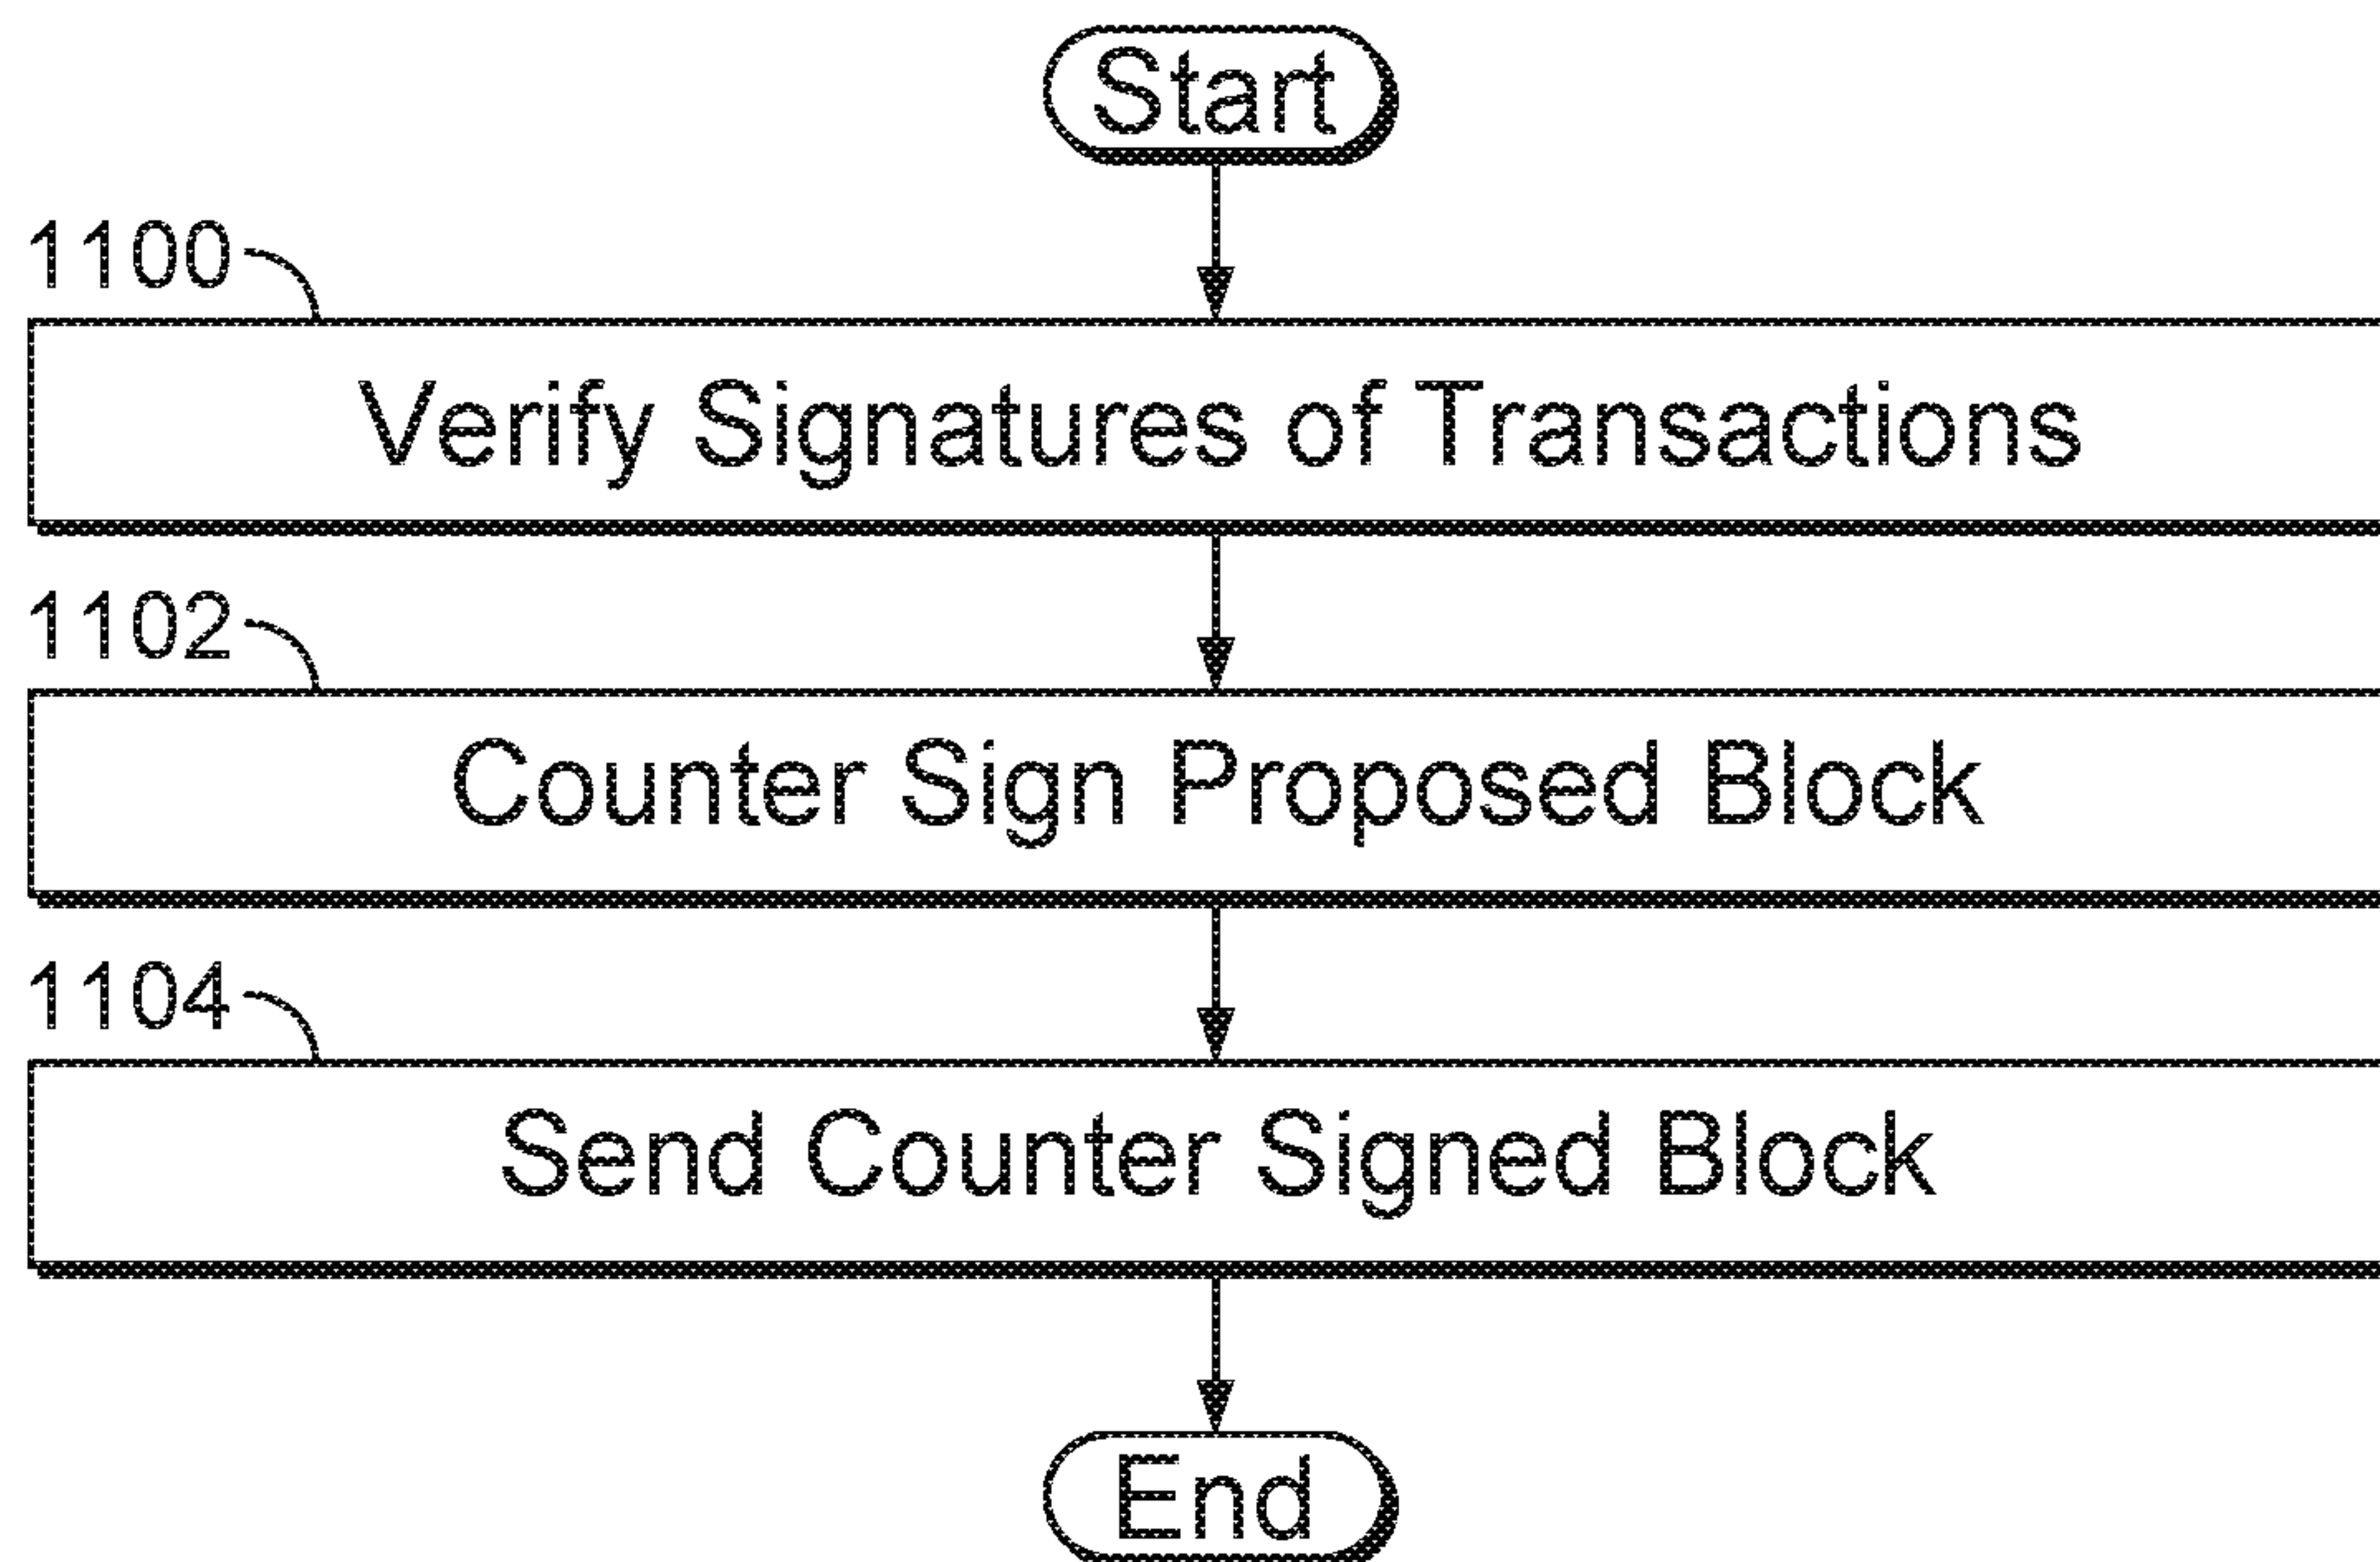 Start
1100
Verify Signatures of Transactions
1102
Counter Sign Proposed Block
1104
Send Counter Signed Block
End